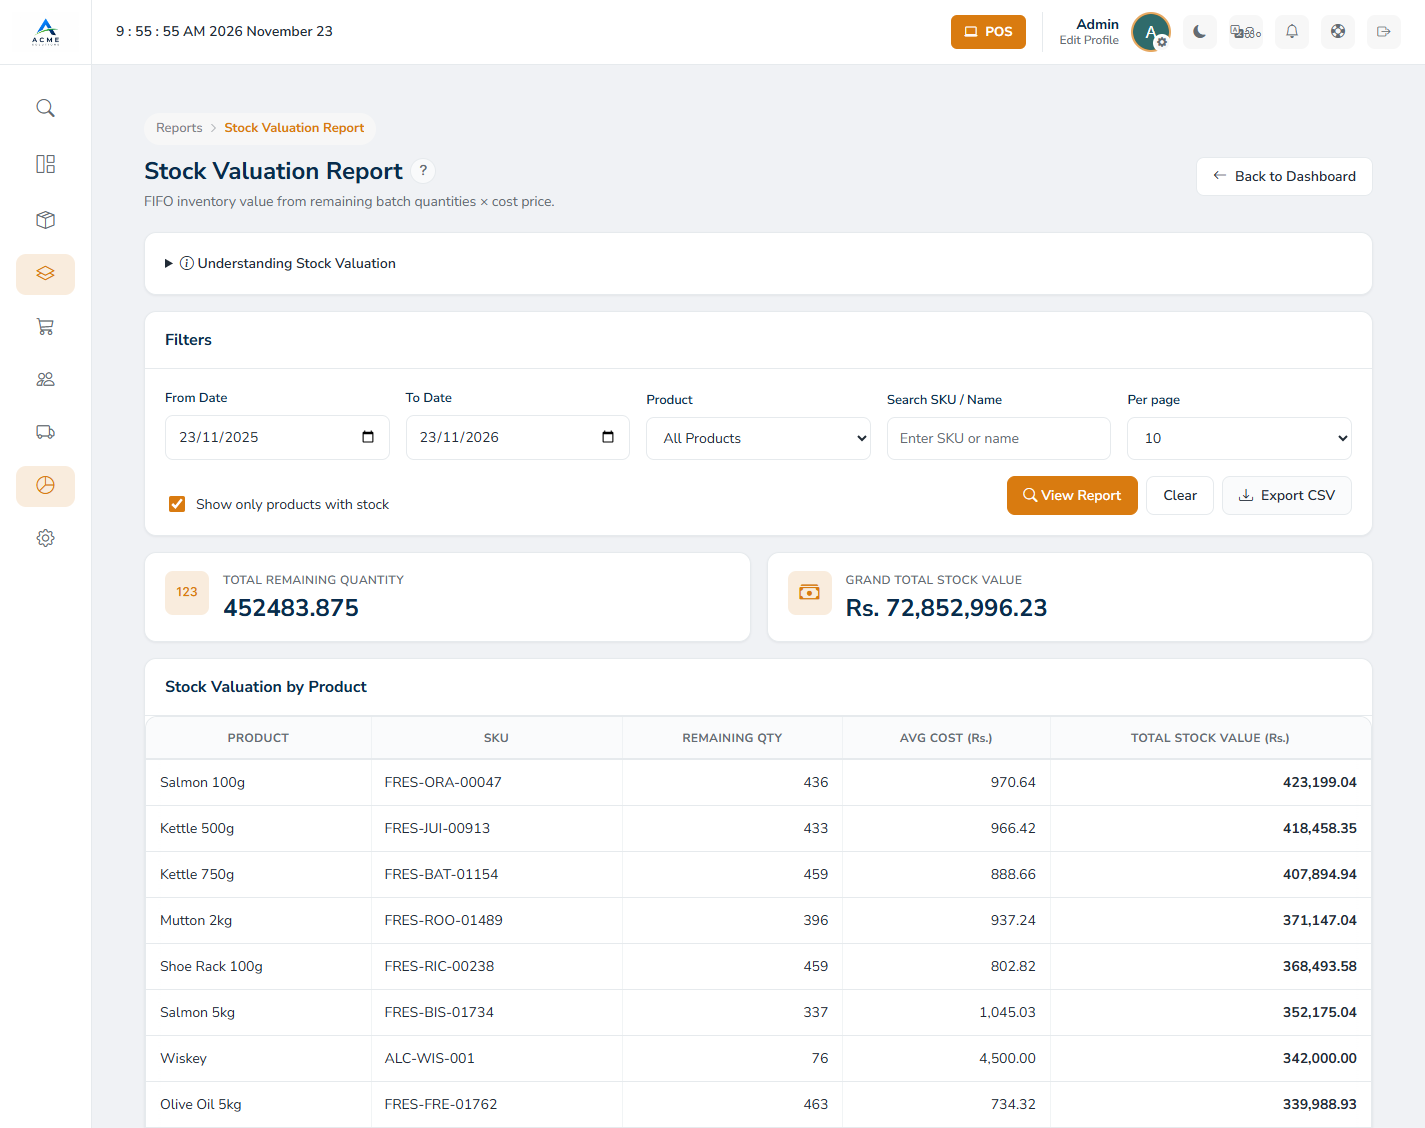 ACME
9 : 55 : 55 AM 2026 November 23
POS
Admin
Edit Profile
A
Reports > Stock Valuation Report
Stock Valuation Report ?
FIFO inventory value from remaining batch quantities × cost price.
← Back to Dashboard
Understanding Stock Valuation
Filters
From Date
To Date
Product
Search SKU / Name
Per page
23/11/2025
23/11/2026
All Products
Enter SKU or name
10
Show only products with stock
View Report
Clear
Export CSV
123
TOTAL REMAINING QUANTITY
452483.875
GRAND TOTAL STOCK VALUE
Rs. 72,852,996.23
Stock Valuation by Product
PRODUCT SKU REMAINING QTY AVG COST (Rs.) TOTAL STOCK VALUE (Rs.)
Salmon 100g FRES-ORA-00047 436 970.64 423,199.04
Kettle 500g FRES-JUI-00913 433 966.42 418,458.35
Kettle 750g FRES-BAT-01154 459 888.66 407,894.94
Mutton 2kg FRES-ROO-01489 396 937.24 371,147.04
Shoe Rack 100g FRES-RIC-00238 459 802.82 368,493.58
Salmon 5kg FRES-BIS-01734 337 1,045.03 352,175.04
Wiskey ALC-WIS-001 76 4,500.00 342,000.00
Olive Oil 5kg FRES-FRE-01762 463 734.32 339,988.93